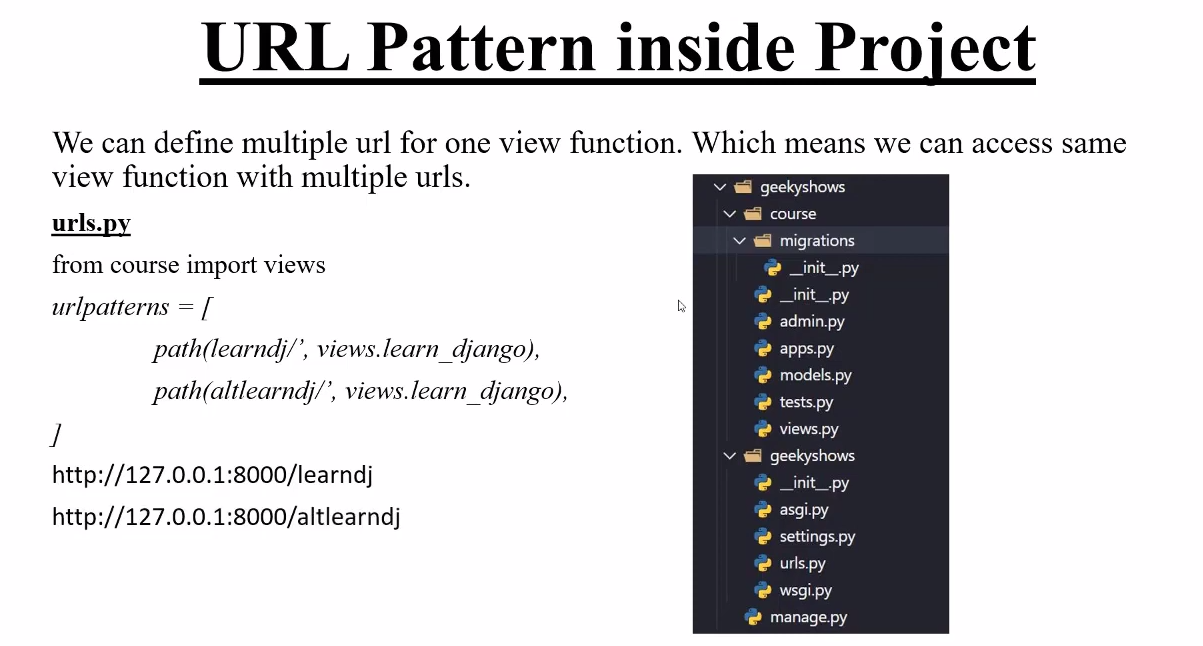 URL Pattern inside Project
We can define multiple url for one view function. Which means we can access same
view function with multiple urls.
urls.py
from course import views
urlpatterns = [
path(learndj/’, views.learn_django),
path(altlearndj/’, views.learn_django),
]
http://127.0.0.1:8000/learndj
http://127.0.0.1:8000/altlearndj
geekyshows
course
migrations
__init__.py
__init__.py
admin.py
apps.py
models.py
tests.py
views.py
geekyshows
__init__.py
asgi.py
settings.py
urls.py
wsgi.py
manage.py